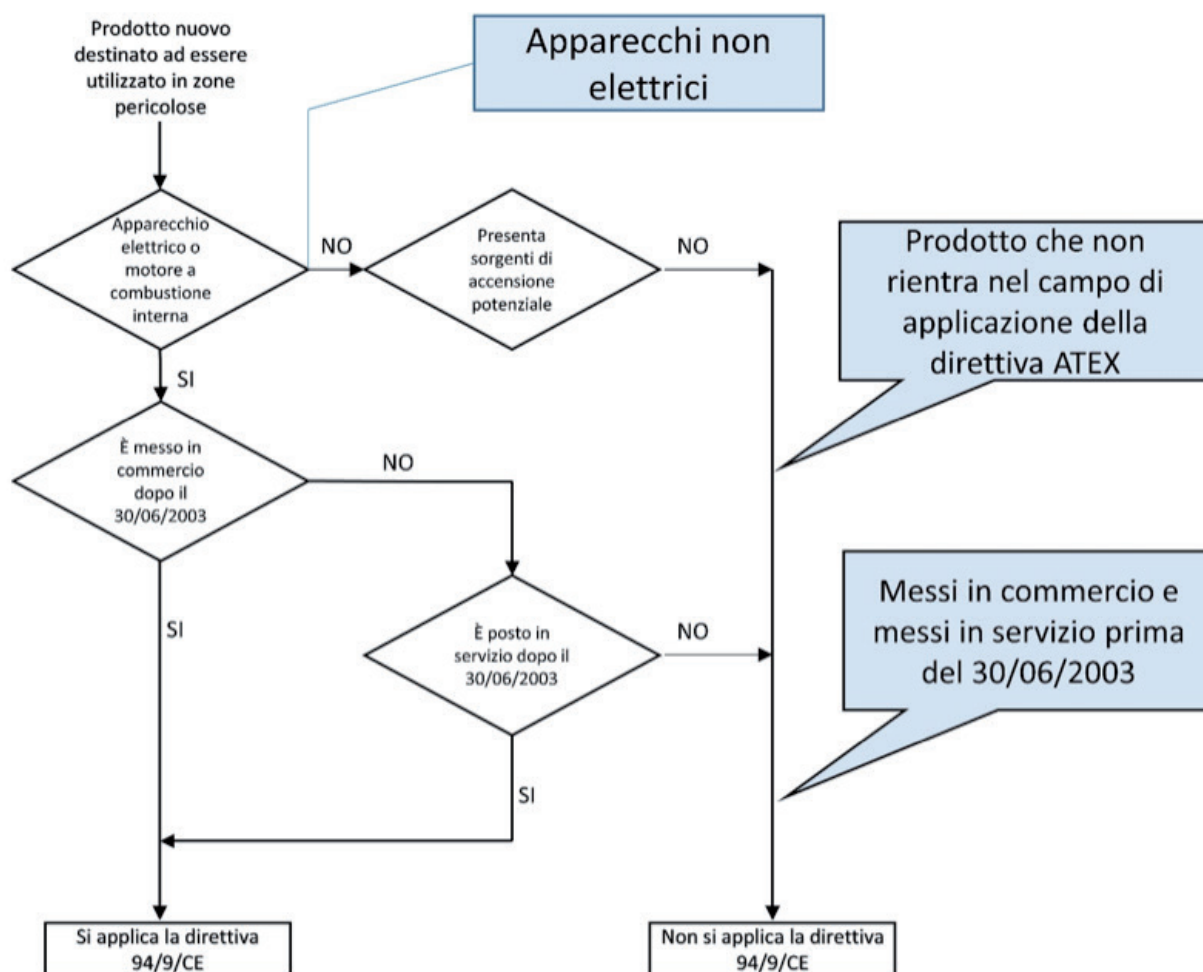 Prodotto nuovo
destinato ad essere
utilizzato in zone
pericolose
Apparecchi non
elettrici
Apparecchio
elettrico o
motore a
combustione
interna
NO
Presenta
sorgenti di
accensione
potenziale
NO
Prodotto che non
rientra nel campo di
applicazione della
direttiva ATEX
SI
È messo in
commercio
dopo il
30/06/2003
NO
SI
È posto in
servizio dopo il
30/06/2003
NO
Messi in commercio e
messi in servizio prima
del 30/06/2003
SI
Si applica la direttiva
94/9/CE
Non si applica la direttiva
94/9/CE